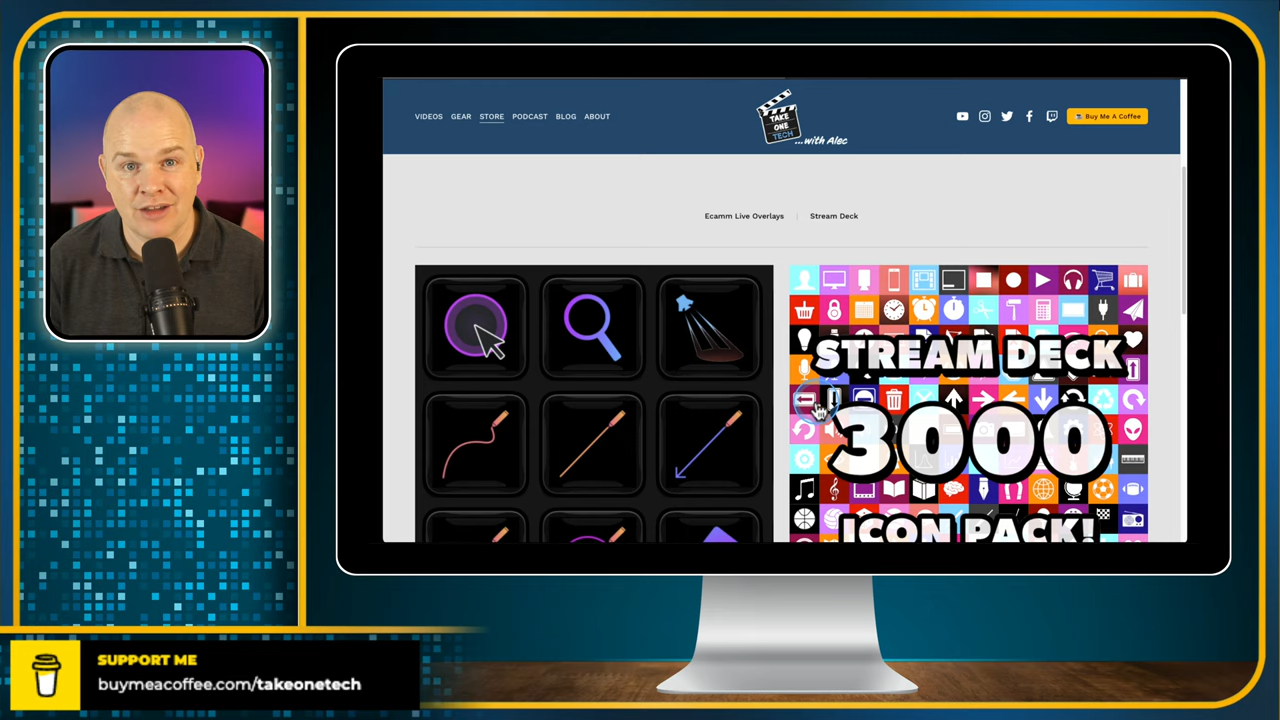 VIDEOS GEAR STORE PODCAST BLOG ABOUT
TAKE
ONE
TECH
...with Alec
Buy Me A Coffee
Ecamm Live Overlays
Stream Deck
STREAM DECK
3000
ICON PACK!
SUPPORT ME
buymeacoffee.com/takeonetech